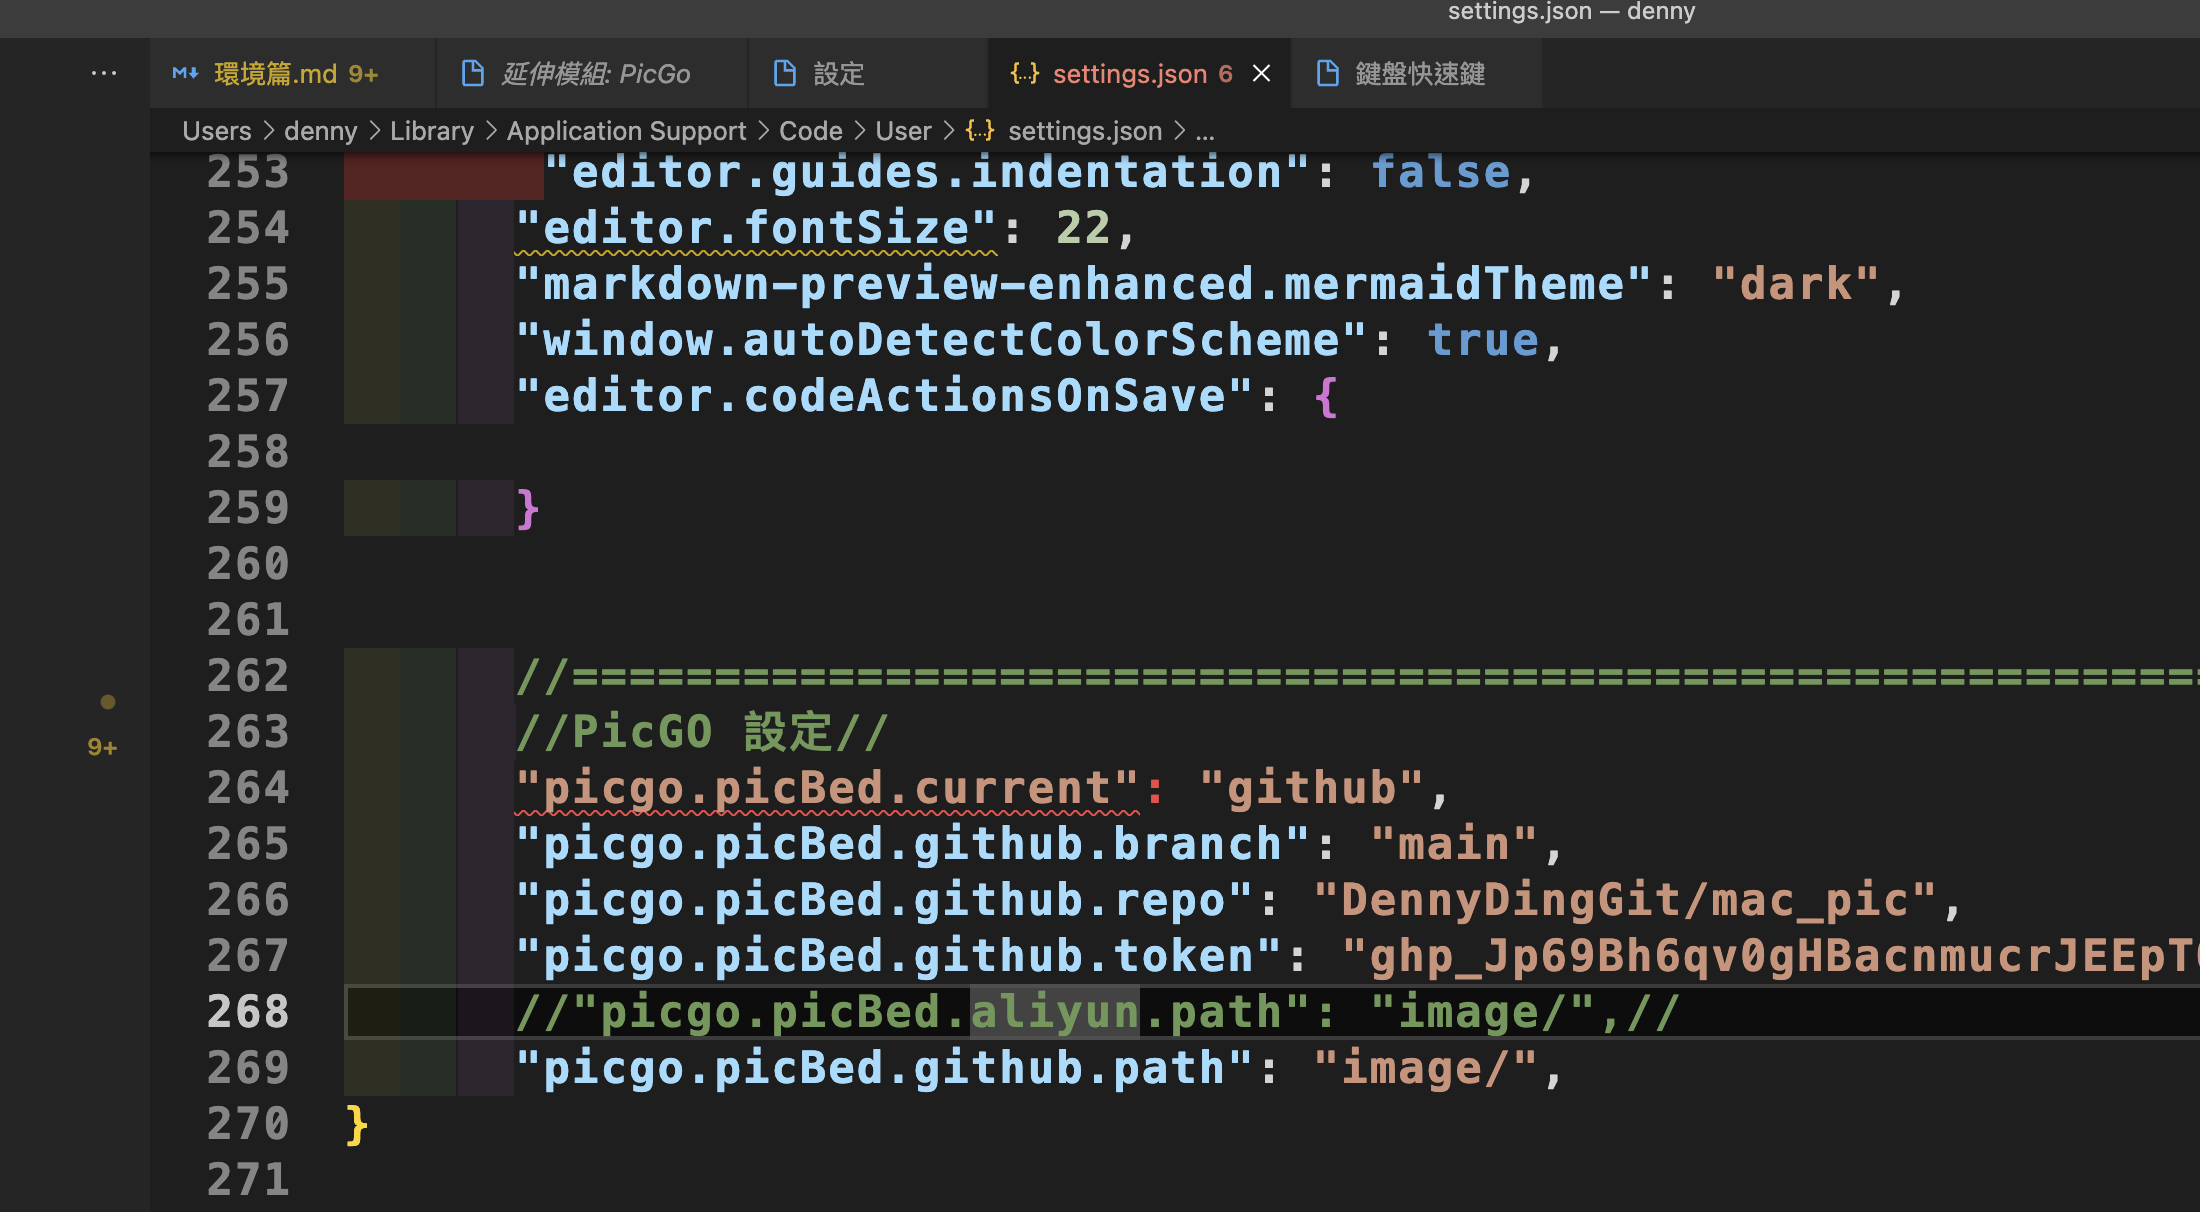 settings.json — denny
環境篇.md 9+
延伸模組: PicGo
設定
settings.json 6
鍵盤快速鍵
Users > denny > Library > Application Support > Code > User > {..} settings.json > ...
253 "editor.guides.indentation": false,
254 "editor.fontSize": 22,
255 "markdown-preview-enhanced.mermaidTheme": "dark",
256 "window.autoDetectColorScheme": true,
257 "editor.codeActionsOnSave": {
258
259 }
260
261
262 //==========================================================
263 //PicGO 設定//
264 "picgo.picBed.current": "github",
265 "picgo.picBed.github.branch": "main",
266 "picgo.picBed.github.repo": "DennyDingGit/mac_pic",
267 "picgo.picBed.github.token": "ghp_Jp69Bh6qv0gHBacnmucrJEEpT
9+
268 //"picgo.picBed.aliyun.path": "image/",//
269 "picgo.picBed.github.path": "image/",
270 }
271